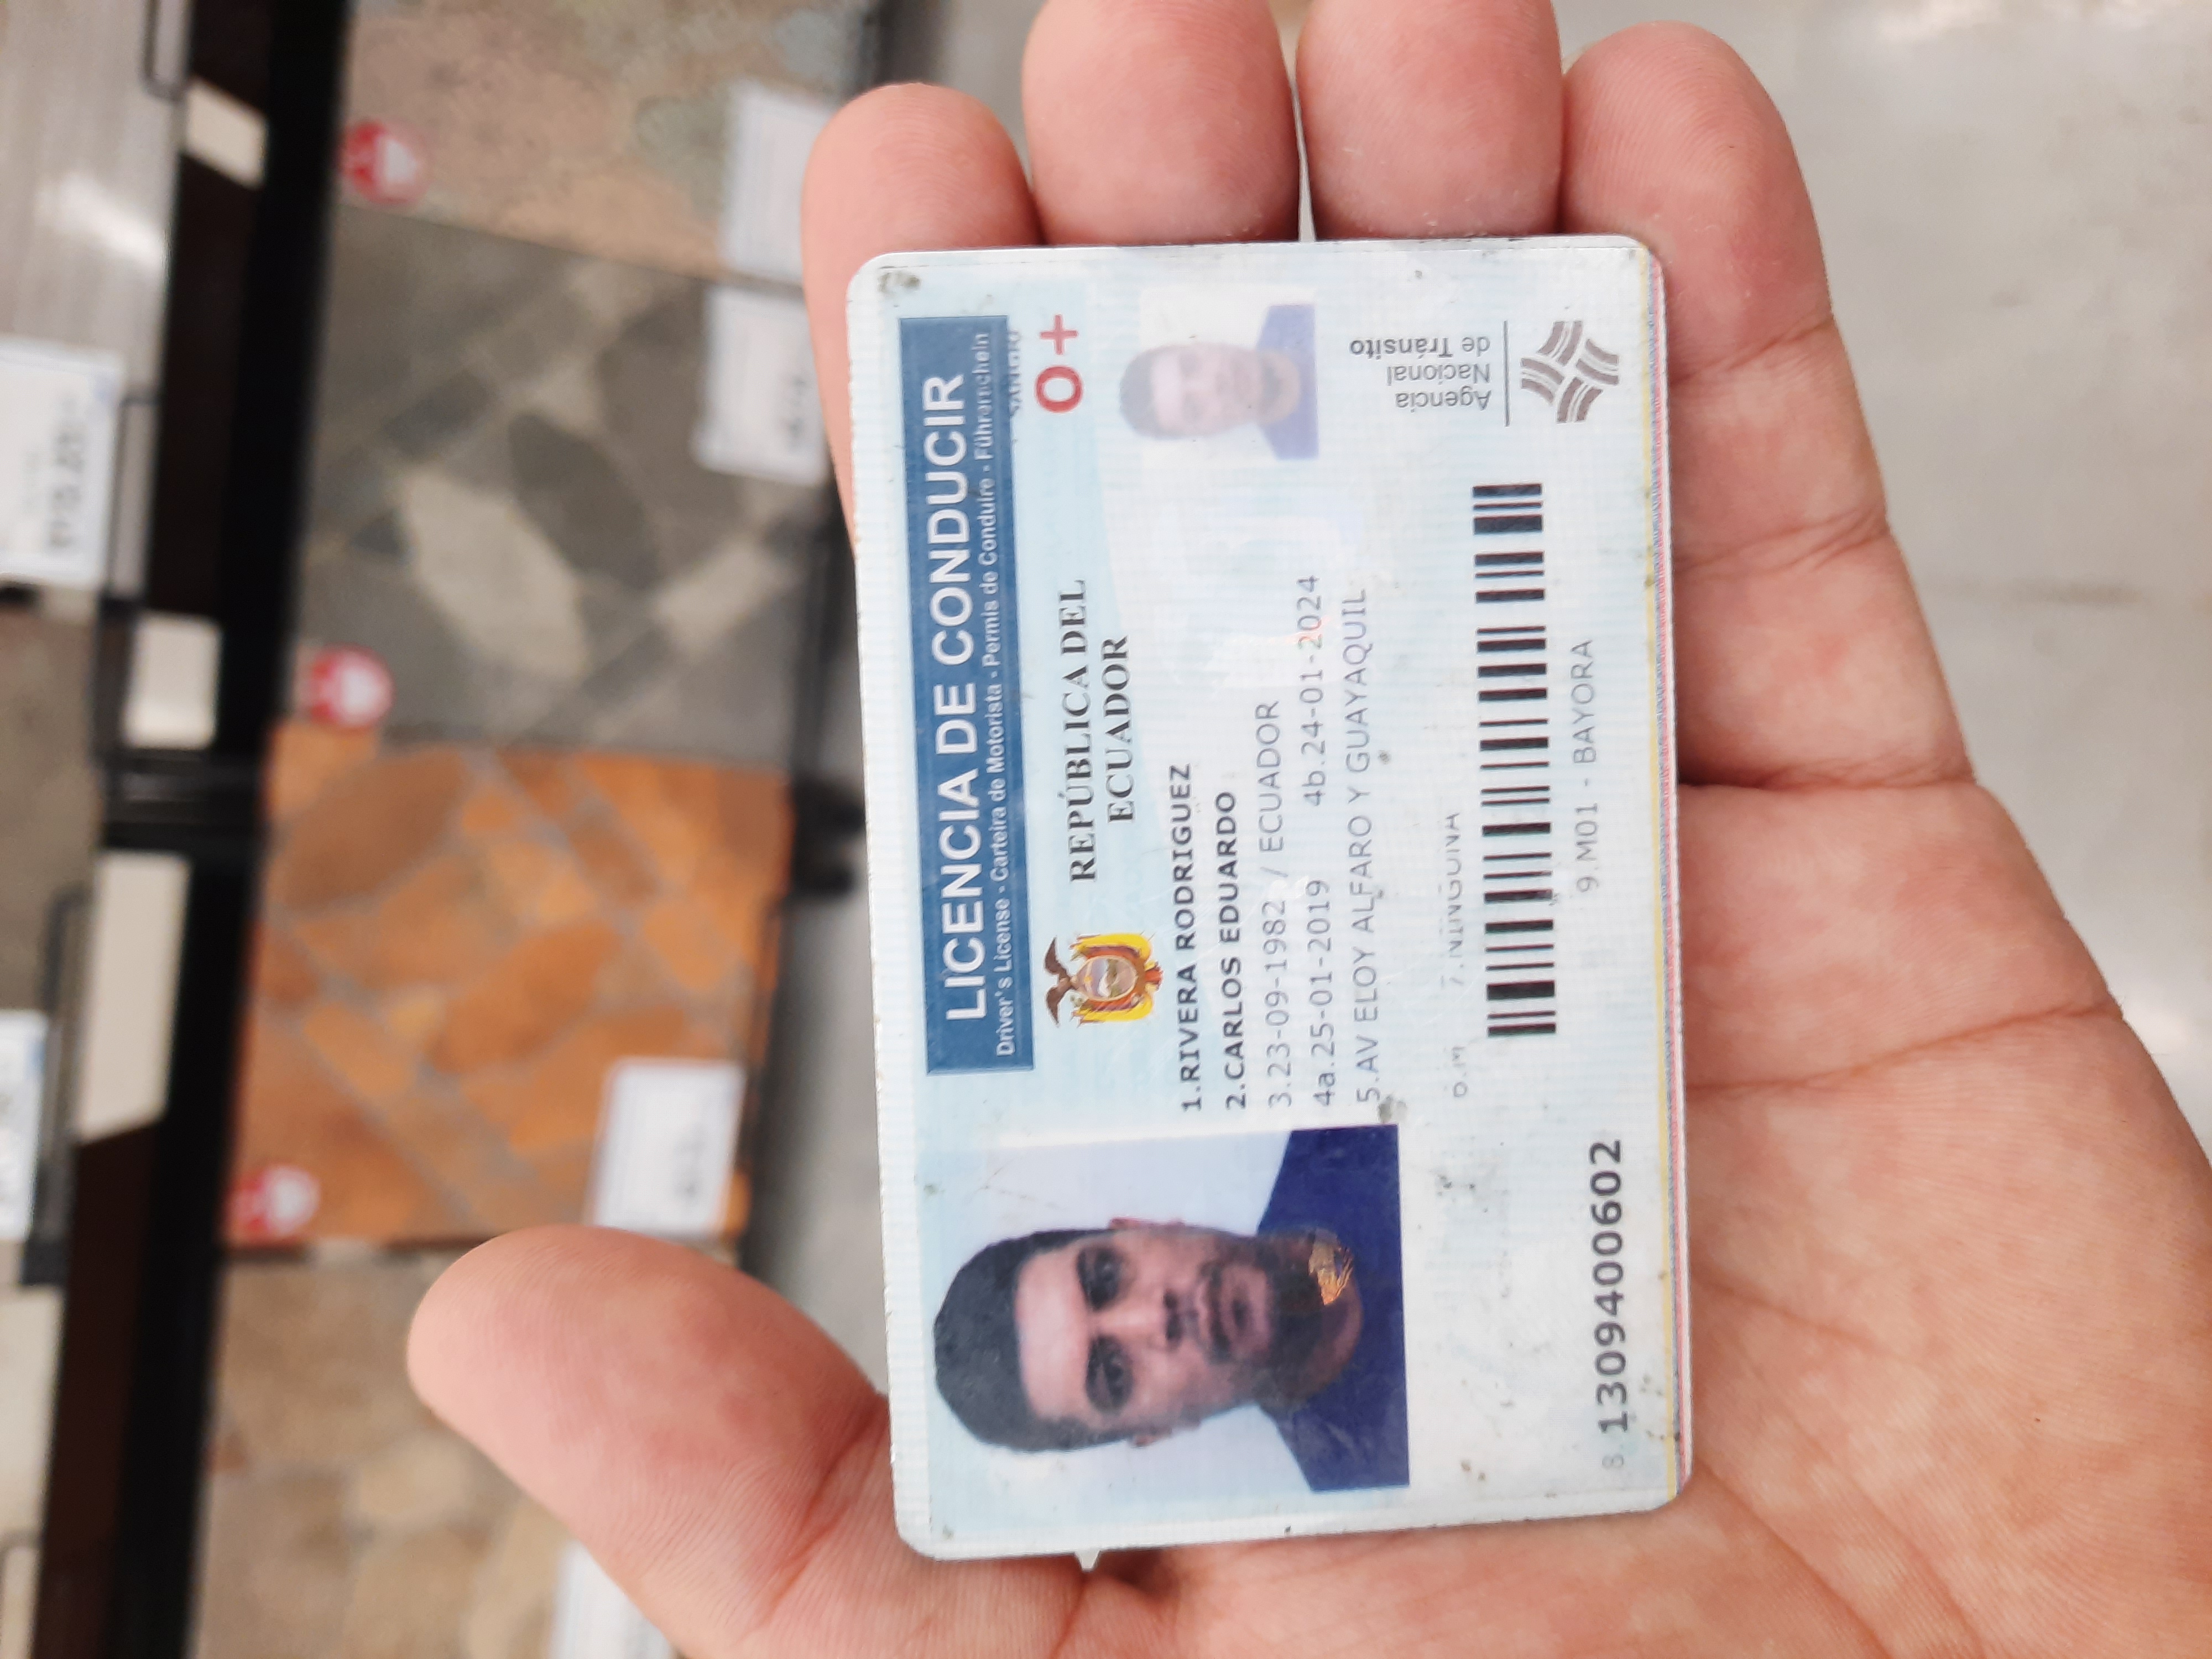 LICENCIA DE CONDUCIR
Driver's License - Carteira de Motorista - Permis de Conduire - Führerschein
SANGRE
O+
REPÚBLICA DEL
ECUADOR
1.RIVERA RODRIGUEZ
2.CARLOS EDUARDO
3.23-09-1982 / ECUADOR
4a.25-01-2019 4b.24-01-2024
5.AV ELOY ALFARO Y GUAYAQUIL
6.M 7.NINGUNA
9.M01 - BAYORA
8. 1309400602
Agencia
Nacional
de Tránsito